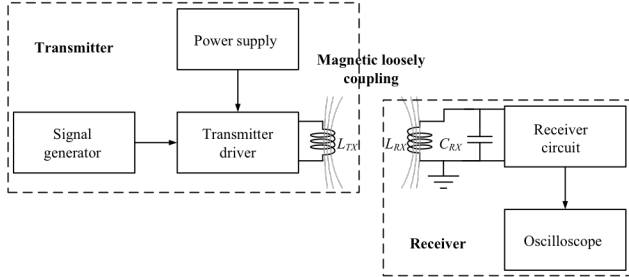 Transmitter
Power supply
Signal
generator
Transmitter
driver
L_TX
Magnetic loosely
coupling
L_RX
C_RX
Receiver
circuit
Receiver
Oscilloscope